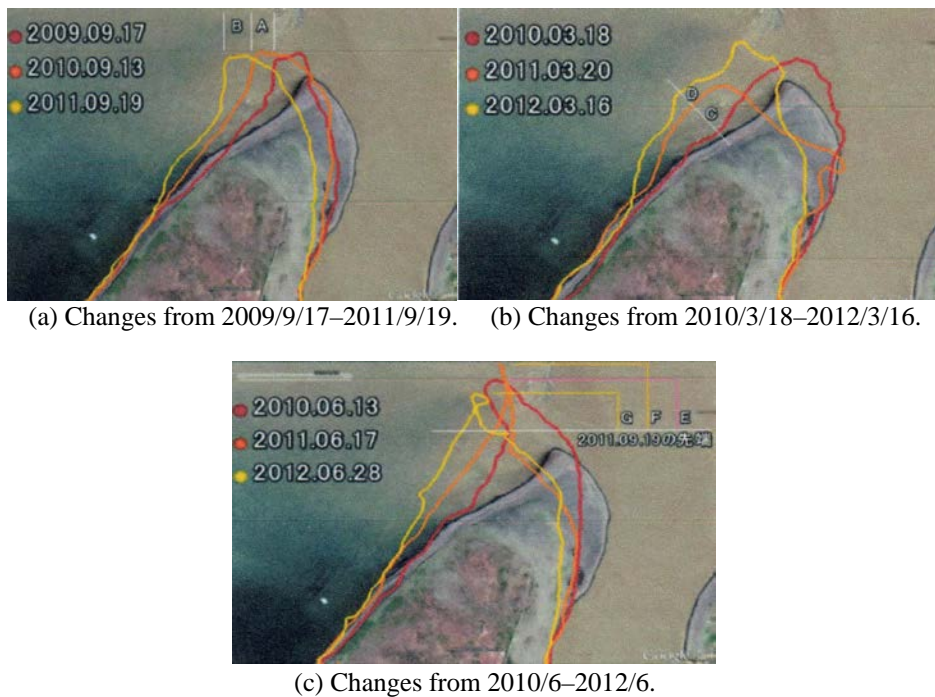 B A
2009.09.17
2010.09.13
2011.09.19
2010.03.18
2011.03.20
2012.03.16
D
C
(a) Changes from 2009/9/17–2011/9/19.
(b) Changes from 2010/3/18–2012/3/16.
2010.06.13
2011.06.17
2012.06.28
G F E
2011.09.19の先端
(c) Changes from 2010/6–2012/6.